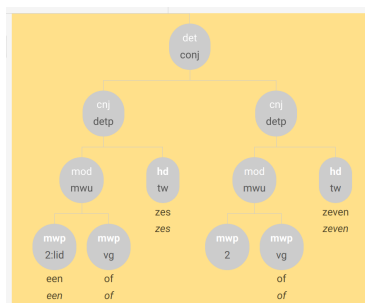 det
conj
cnj cnj
detp detp
mod hd mod hd
mwu tw mwu tw
zes zeven
zes zeven
mwp mwp mwp mwp
2:lid vg 2 vg
een of of
een of of